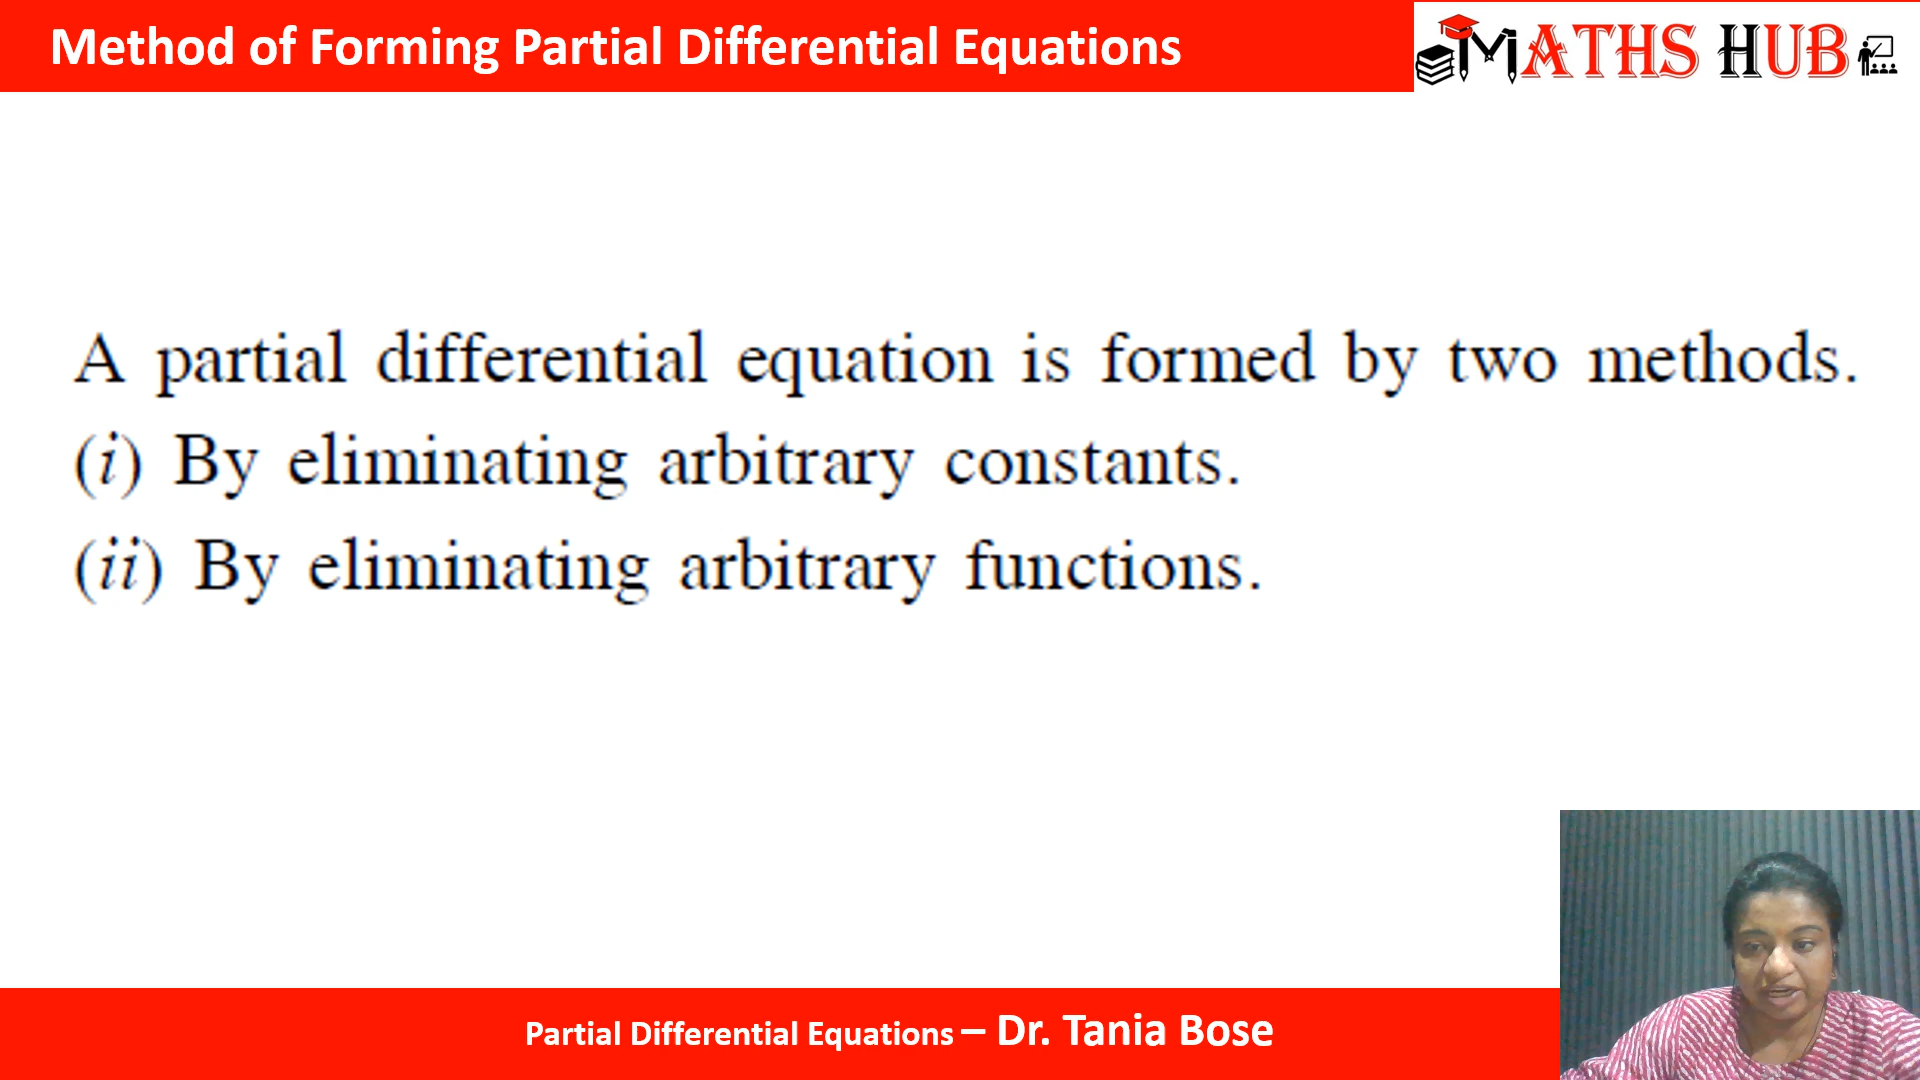 Method of Forming Partial Differential Equations
MATHS HUB
A partial differential equation is formed by two methods.
(i) By eliminating arbitrary constants.
(ii) By eliminating arbitrary functions.
Partial Differential Equations – Dr. Tania Bose